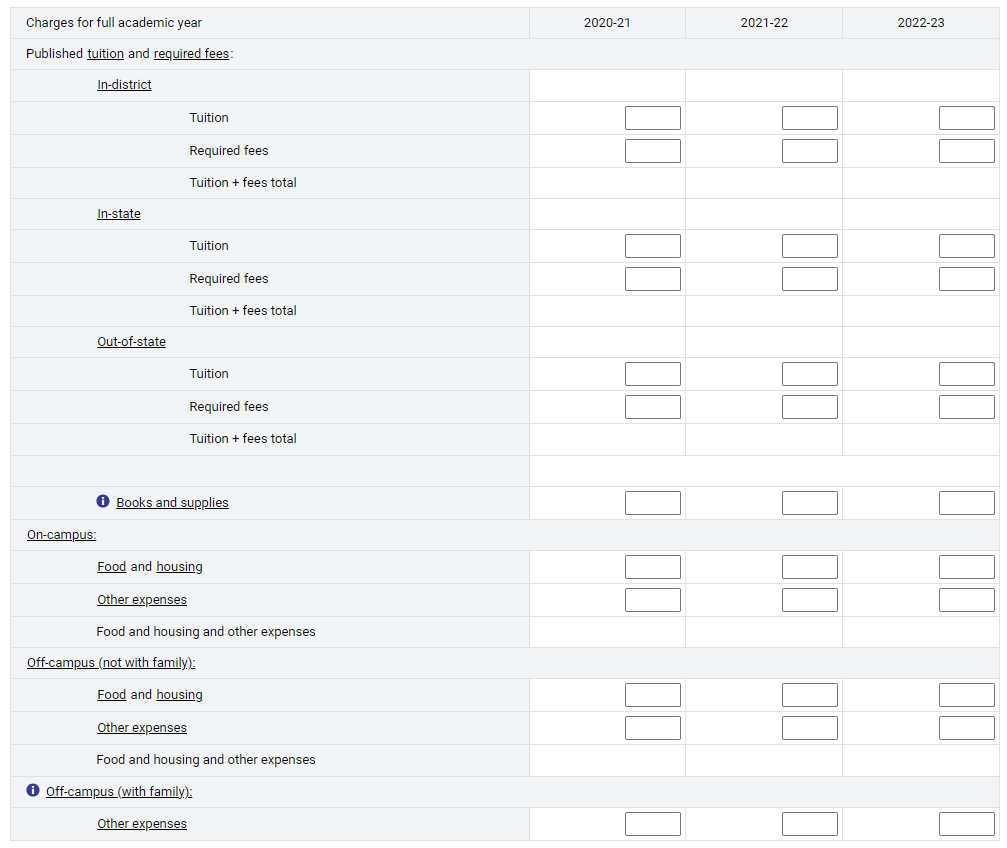 Charges for full academic year 2020-21 2021-22 2022-23
Published tuition and required fees:
In-district
Tuition
Required fees
Tuition + fees total
In-state
Tuition
Required fees
Tuition + fees total
Out-of-state
Tuition
Required fees
Tuition + fees total
i Books and supplies
On-campus:
Food and housing
Other expenses
Food and housing and other expenses
Off-campus (not with family):
Food and housing
Other expenses
Food and housing and other expenses
i Off-campus (with family):
Other expenses